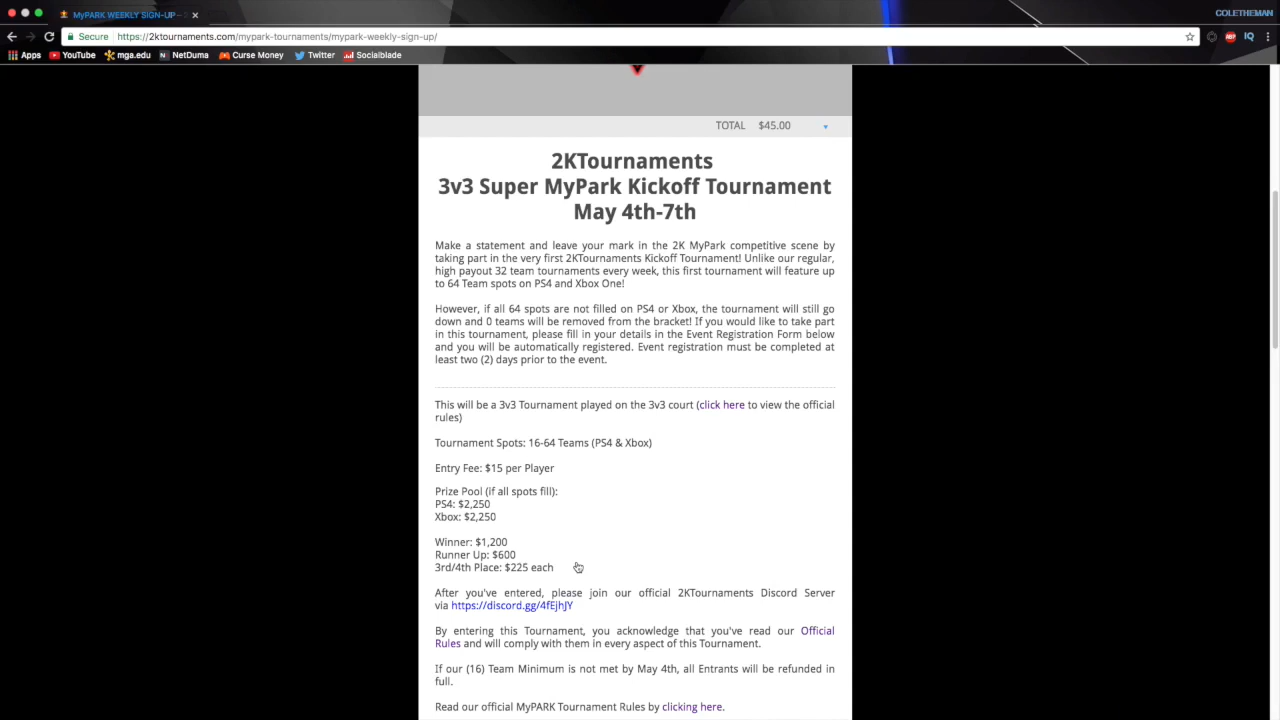 MyPARK WEEKLY SIGN-UP – 2
COLETHEMAN
Secure https://2ktournaments.com/mypark-tournaments/mypark-weekly-sign-up/
ABP
IQ
Apps YouTube mga.edu NetDuma Curse Money Twitter Socialblade
TOTAL $45.00
2KTournaments
3v3 Super MyPark Kickoff Tournament
May 4th-7th
Make a statement and leave your mark in the 2K MyPark competitive scene by
taking part in the very first 2KTournaments Kickoff Tournament! Unlike our regular,
high payout 32 team tournaments every week, this first tournament will feature up
to 64 Team spots on PS4 and Xbox One!
However, if all 64 spots are not filled on PS4 or Xbox, the tournament will still go
down and 0 teams will be removed from the bracket! If you would like to take part
in this tournament, please fill in your details in the Event Registration Form below
and you will be automatically registered. Event registration must be completed at
least two (2) days prior to the event.
This will be a 3v3 Tournament played on the 3v3 court (click here to view the official
rules)
Tournament Spots: 16-64 Teams (PS4 & Xbox)
Entry Fee: $15 per Player
Prize Pool (if all spots fill):
PS4: $2,250
Xbox: $2,250
Winner: $1,200
Runner Up: $600
3rd/4th Place: $225 each
After you've entered, please join our official 2KTournaments Discord Server
via https://discord.gg/4fEjhJY
By entering this Tournament, you acknowledge that you've read our Official
Rules and will comply with them in every aspect of this Tournament.
If our (16) Team Minimum is not met by May 4th, all Entrants will be refunded in
full.
Read our official MyPARK Tournament Rules by clicking here.